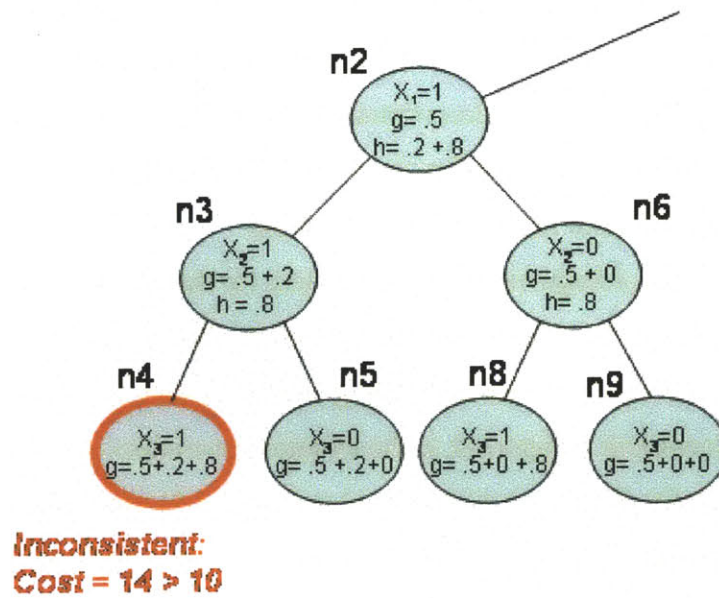 n2
X₁=1
g= .5
h= .2 +.8
n3
X₂=1
g= .5 +.2
h = .8
n6
X₂=0
g= .5 + 0
h= .8
n4
X₃=1
g=.5+.2+.8
n5
X₃=0
g= .5 +.2+0
n8
X₃=1
g=.5+0 +.8
n9
X₃=0
g= .5+0+0
Inconsistent:
Cost = 14 > 10